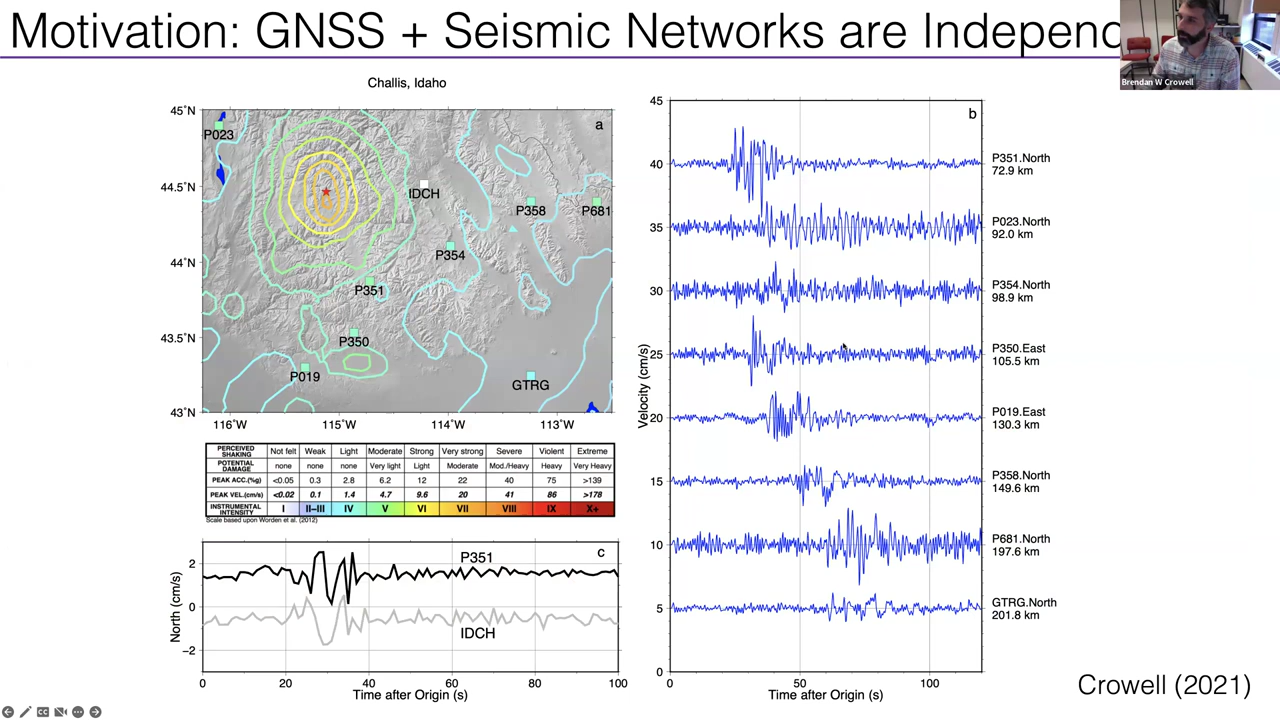 Motivation: GNSS + Seismic Networks are Independ
Brendan W Crowell
Challis, Idaho
45˚N
44.5˚N
44˚N
43.5˚N
43˚N
116˚W
115˚W
114˚W
113˚W
a
P023
IDCH
P358
P681
P354
P351
P350
P019
GTRG
PERCEIVED SHAKING Not felt Weak Light Moderate Strong Very strong Severe Violent Extreme
POTENTIAL DAMAGE none none none Very light Light Moderate Mod./Heavy Heavy Very Heavy
PEAK ACC.(%g) <0.05 0.3 2.8 6.2 12 22 40 75 >139
PEAK VEL.(cm/s) <0.02 0.1 1.4 4.7 9.6 20 41 86 >178
INSTRUMENTAL INTENSITY I II–III IV V VI VII VIII IX X+
Scale based upon Worden et al. (2012)
c
P351
IDCH
North (cm/s)
2
0
−2
0 20 40 60 80 100
Time after Origin (s)
b
Velocity (cm/s)
45
40
35
30
25
20
15
10
5
0
0 50 100
Time after Origin (s)
P351.North
72.9 km
P023.North
92.0 km
P354.North
98.9 km
P350.East
105.5 km
P019.East
130.3 km
P358.North
149.6 km
P681.North
197.6 km
GTRG.North
201.8 km
Crowell (2021)